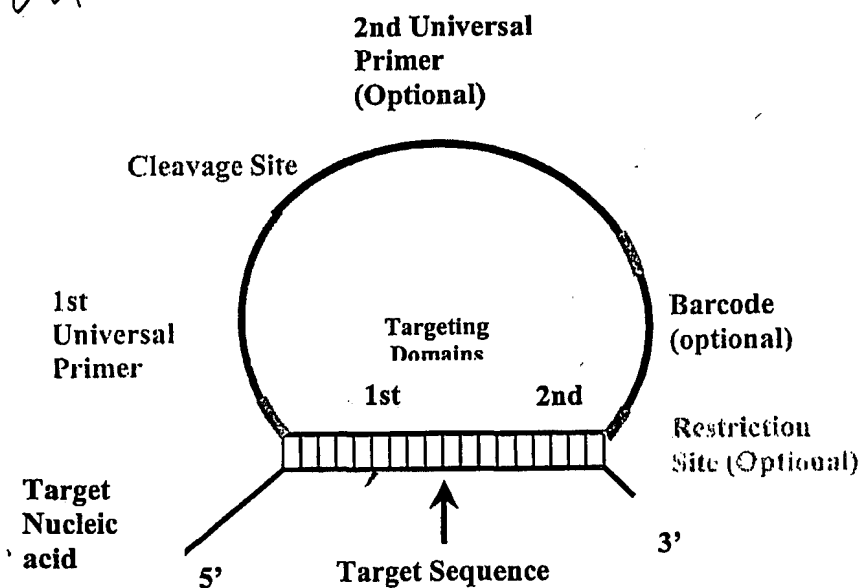 2nd Universal
Primer
(Optional)
Cleavage Site
1st
Universal
Primer
Targeting
Domains
Barcode
(optional)
1st
2nd
Restriction
Site (Optional)
Target
Nucleic
acid
5’
Target Sequence
3’